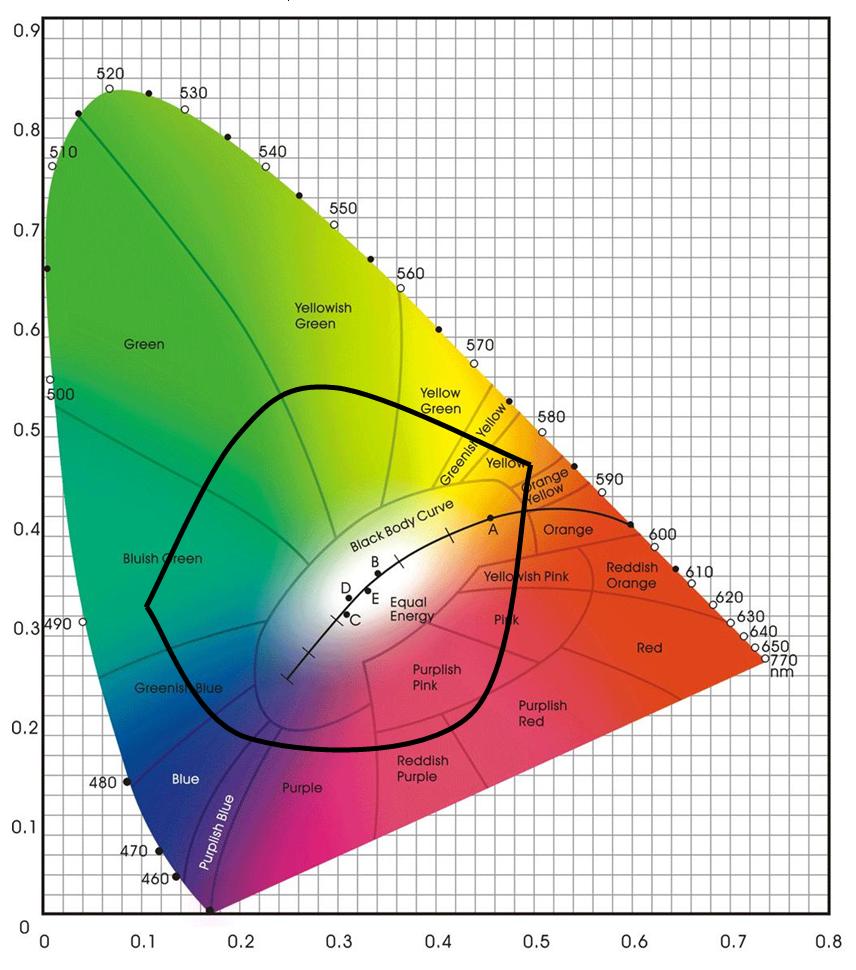 0.9
520
530
0.8
510
540
550
0.7
560
0.6
Yellowish
Green
Green
570
500
Yellow
Green
580
0.5
Greenish Yellow
Yellow
Orange
Yellow
590
0.4
Black Body Curve
A
Orange
600
Bluish Green
B
Yellowish Pink
Reddish
Orange
610
D
E
620
Equal
Energy
C
Pink
0.3
490
630
640
650
770
nm
Red
Purplish
Pink
Greenish Blue
Purplish
Red
0.2
480
Blue
Purple
Reddish
Purple
Purplish Blue
0.1
470
460
0
0
0.1
0.2
0.3
0.4
0.5
0.6
0.7
0.8